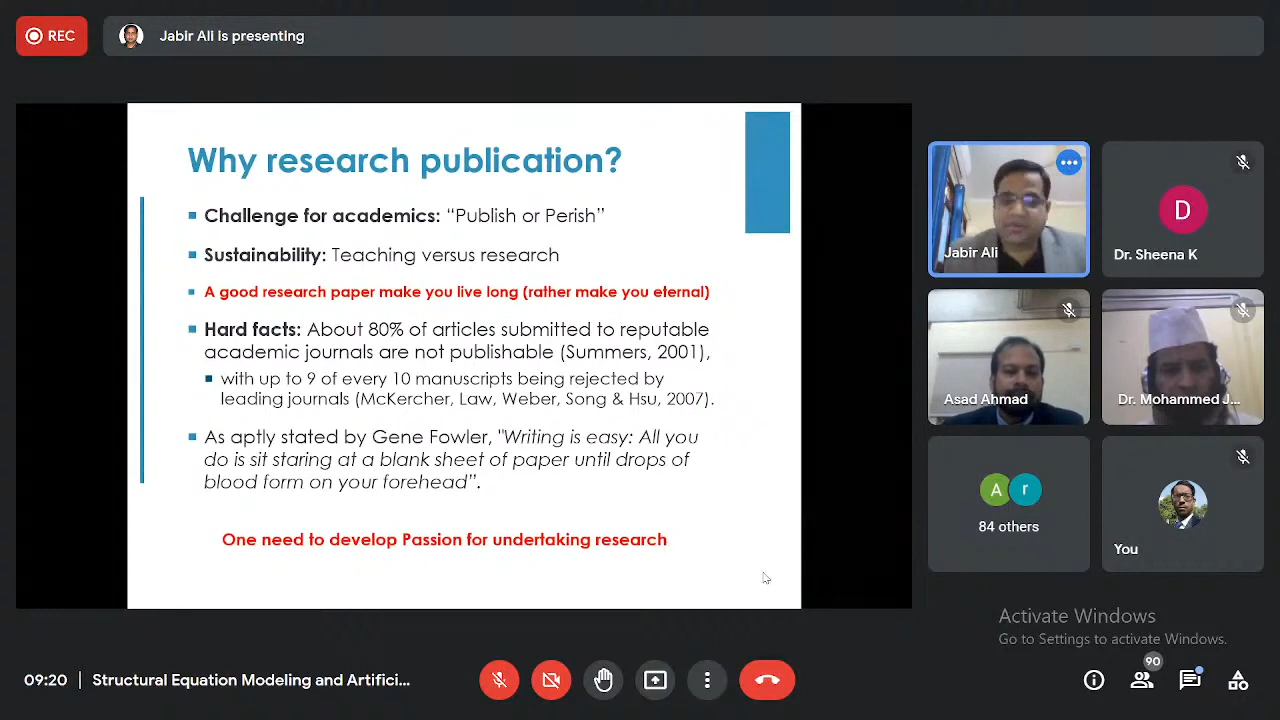 REC
Jabir Ali is presenting
Why research publication?
Challenge for academics: “Publish or Perish”
Sustainability: Teaching versus research
A good research paper make you live long (rather make you eternal)
Hard facts: About 80% of articles submitted to reputable
academic journals are not publishable (Summers, 2001),
with up to 9 of every 10 manuscripts being rejected by
leading journals (McKercher, Law, Weber, Song & Hsu, 2007).
As aptly stated by Gene Fowler, "Writing is easy: All you
do is sit staring at a blank sheet of paper until drops of
blood form on your forehead”.
One need to develop Passion for undertaking research
Jabir Ali
D
Dr. Sheena K
Asad Ahmad
Dr. Mohammed J...
A r
84 others
You
Activate Windows
Go to Settings to activate Windows.
09:20 | Structural Equation Modeling and Artifici...
90